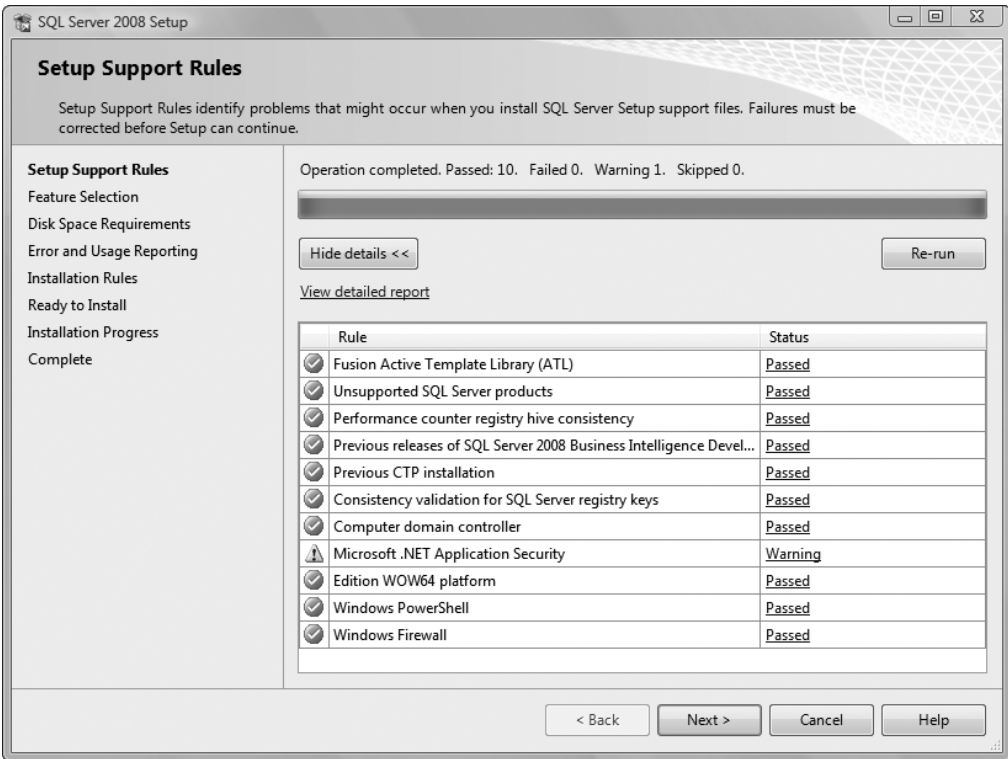 SQL Server 2008 Setup
Setup Support Rules
Setup Support Rules identify problems that might occur when you install SQL Server Setup support files. Failures must be
corrected before Setup can continue.
Setup Support Rules
Feature Selection
Disk Space Requirements
Error and Usage Reporting
Installation Rules
Ready to Install
Installation Progress
Complete
Operation completed. Passed: 10. Failed 0. Warning 1. Skipped 0.
Hide details <<
Re-run
View detailed report
Rule Status
Fusion Active Template Library (ATL) Passed
Unsupported SQL Server products Passed
Performance counter registry hive consistency Passed
Previous releases of SQL Server 2008 Business Intelligence Devel... Passed
Previous CTP installation Passed
Consistency validation for SQL Server registry keys Passed
Computer domain controller Passed
Microsoft .NET Application Security Warning
Edition WOW64 platform Passed
Windows PowerShell Passed
Windows Firewall Passed
< Back Next > Cancel Help